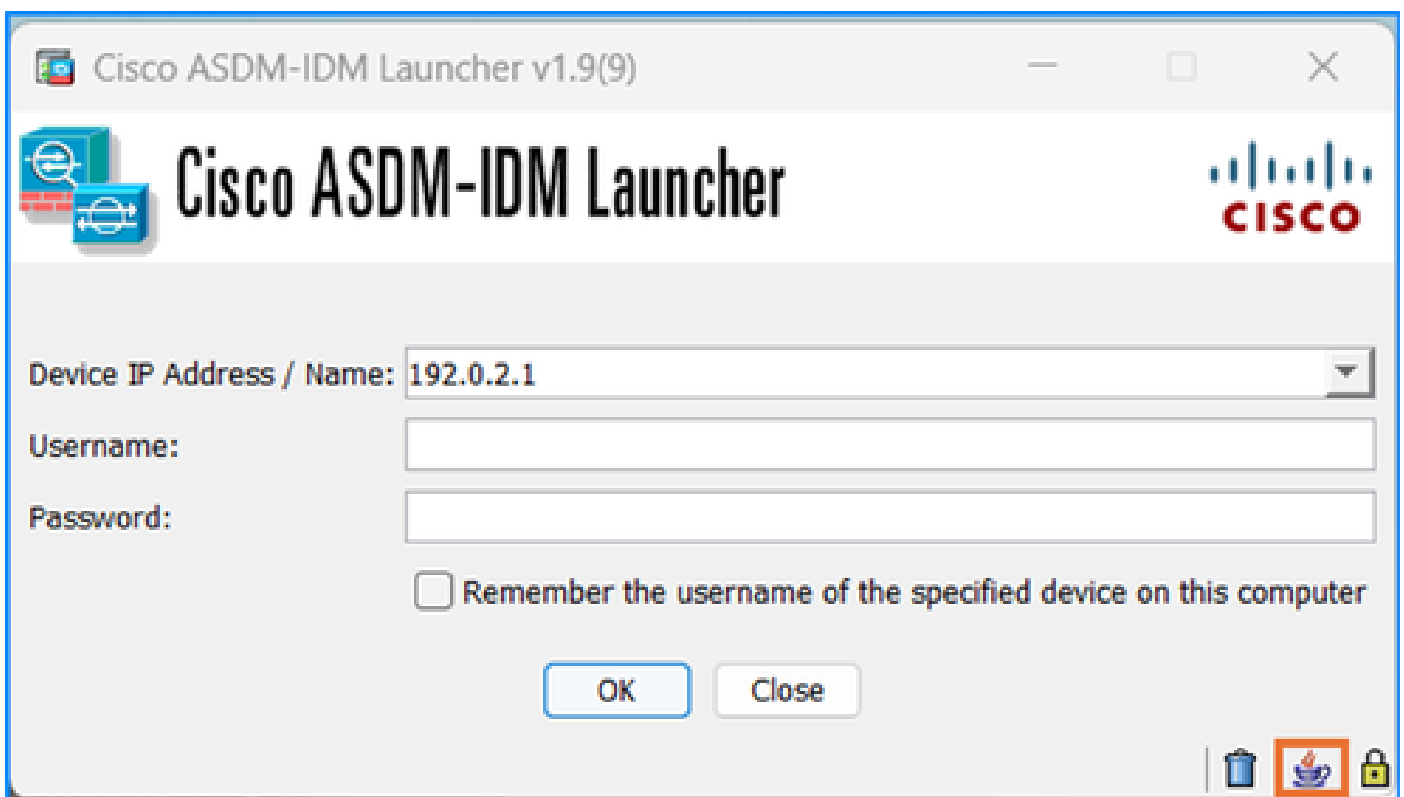 Cisco ASDM-IDM Launcher v1.9(9)
Cisco ASDM-IDM Launcher
CISCO
Device IP Address / Name: 192.0.2.1
Username:
Password:
Remember the username of the specified device on this computer
OK
Close